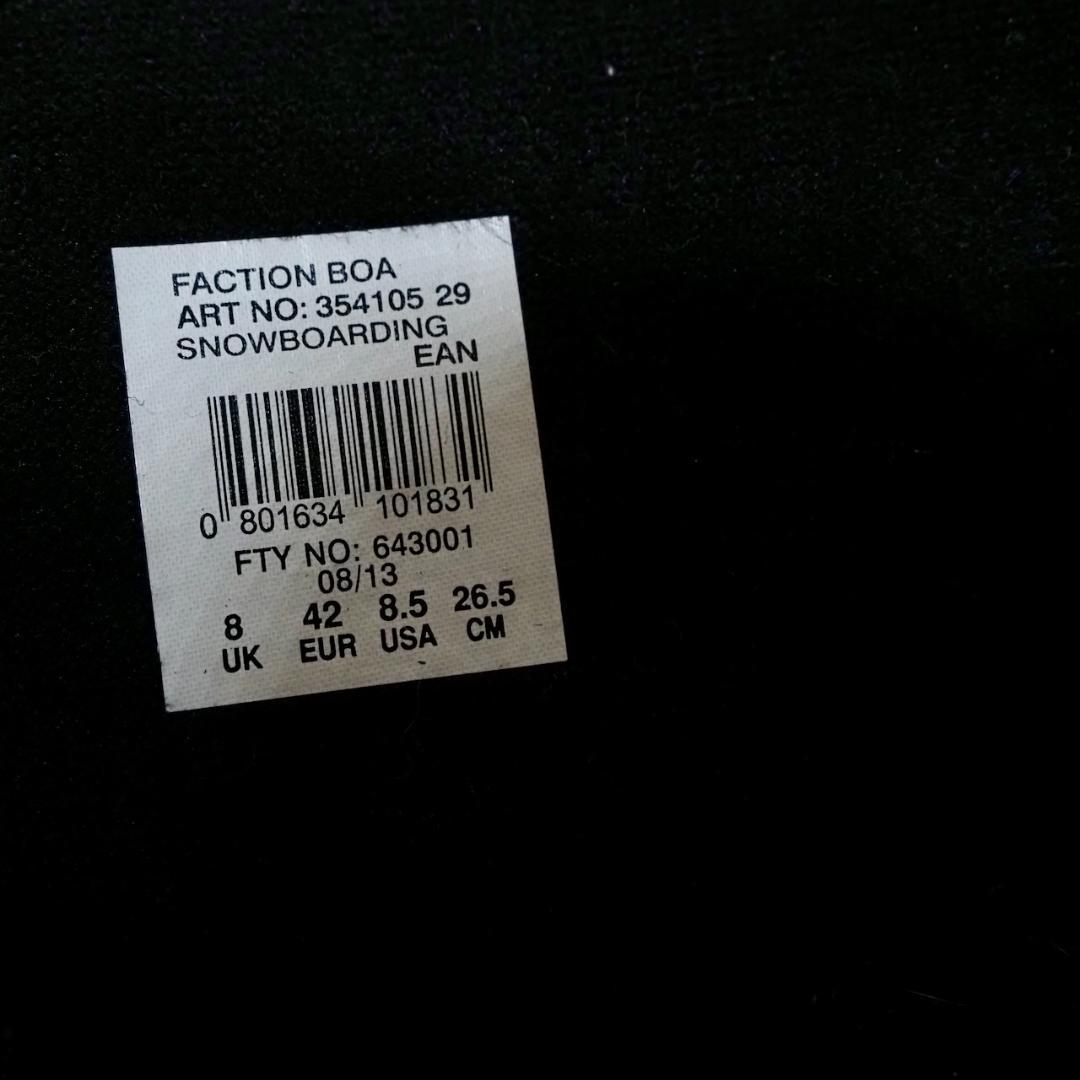 FACTION BOA
ART NO: 354105 29
SNOWBOARDING
EAN
0 801634 101831
FTY NO: 643001
08/13
8 42 8.5 26.5
UK EUR USA CM